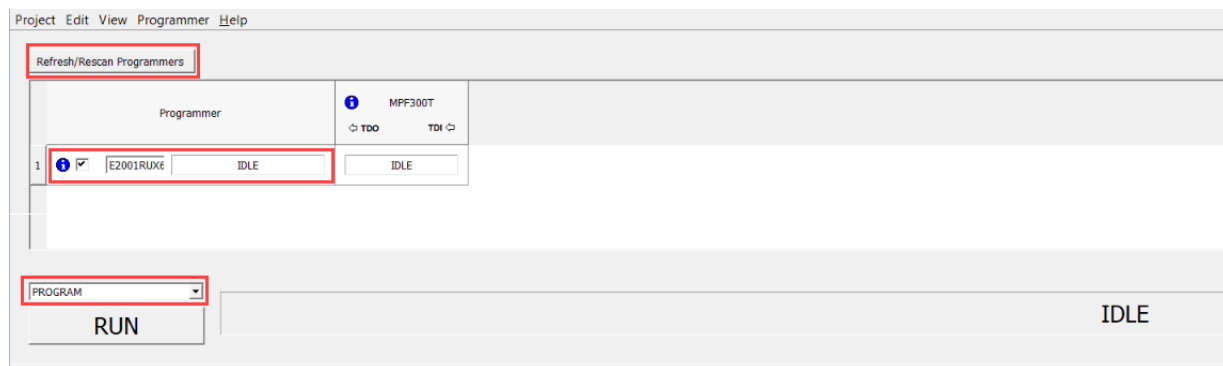 Project Edit View Programmer Help
Refresh/Rescan Programmers
Programmer
MPF300T
TDO TDI
1 E2001RUX6 IDLE IDLE
PROGRAM
RUN
IDLE